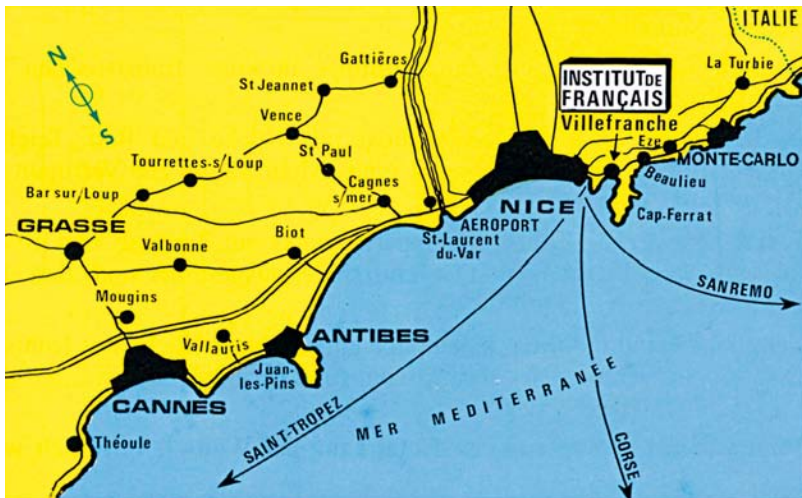 ITALIE
N
S
Gattières
La Turbie
St Jeannet
INSTITUT DE
FRANÇAIS
Vence
Villefranche
Eze
St Paul
MONTE-CARLO
Tourrettes-s/Loup
Beaulieu
Bar sur/Loup
Cagnes
s/mer
NICE
Cap-Ferrat
AEROPORT
St-Laurent
du-Var
GRASSE
Biot
Valbonne
SANREMO
Mougins
ANTIBES
Vallauris
Juan-
les-Pins
MER MEDITERRANÉE
CANNES
SAINT-TROPEZ
CORSE
Théoule